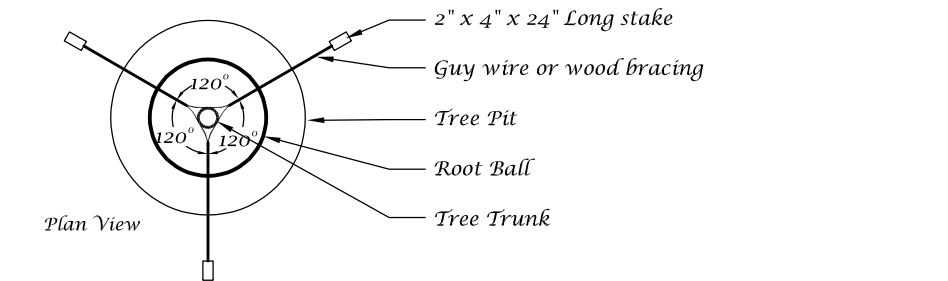 2" x 4" x 24" Long stake
Guy wire or wood bracing
120°
Tree Pit
120°
120°
Root Ball
Tree Trunk
Plan View